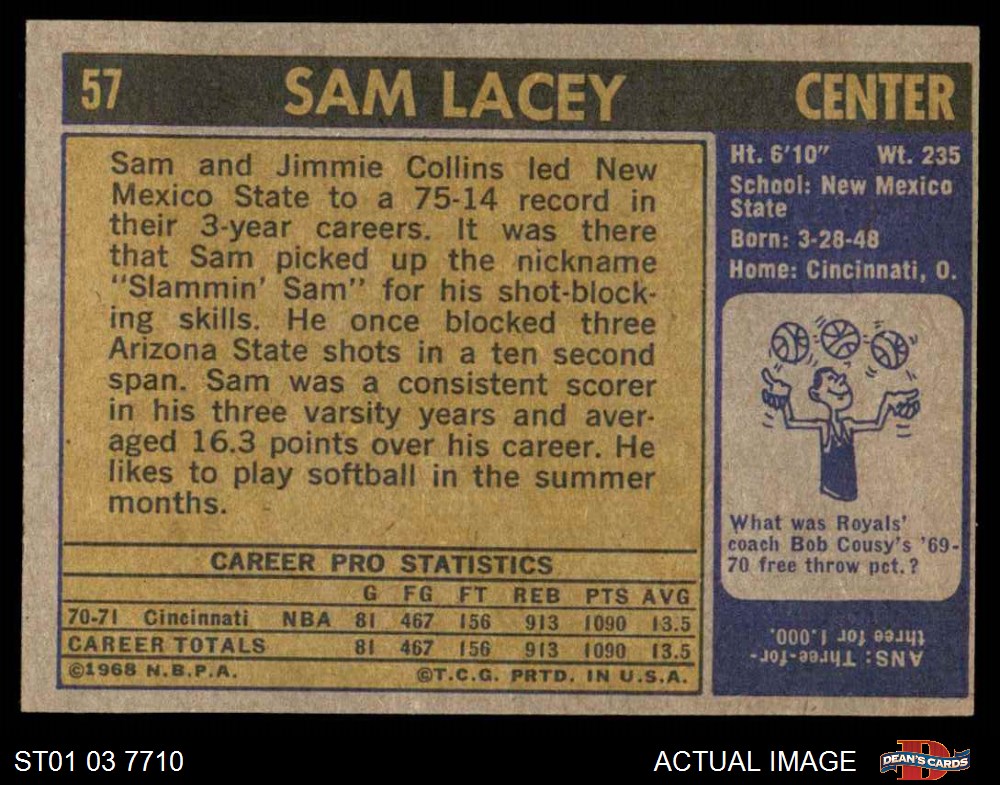 57 SAM LACEY CENTER
Sam and Jimmie Collins led New
Mexico State to a 75-14 record in
their 3-year careers. It was there
that Sam picked up the nickname
"Slammin' Sam" for his shot-block-
ing skills. He once blocked three
Arizona State shots in a ten second
span. Sam was a consistent scorer
in his three varsity years and aver-
aged 16.3 points over his career. He
likes to play softball in the summer
months.
CAREER PRO STATISTICS
G FG FT REB PTS AVG
70-71 Cincinnati NBA 81 467 156 913 1090 13.5
CAREER TOTALS 81 467 156 913 1090 13.5
©1968 N.B.P.A. ©T.C.G. PRTD. IN U.S.A.
Ht. 6'10" Wt. 235
School: New Mexico
State
Born: 3-28-48
Home: Cincinnati, O.
What was Royals'
coach Bob Cousy's '69-
70 free throw pct.?
ANS: Three-for-
three for 1.000.
ST01 03 7710 ACTUAL IMAGE DEAN'S CARDS